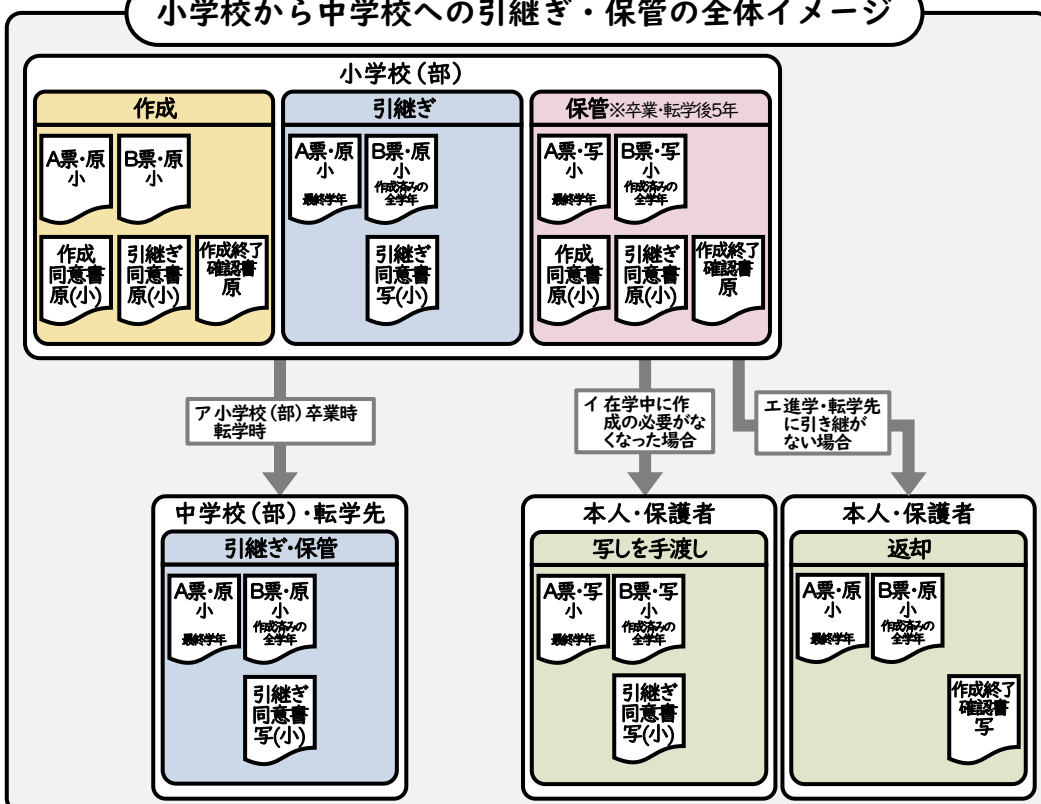 小学校から中学校への引継ぎ・保管の全体イメージ
小学校(部)
作成
A票・原
小
B票・原
小
作成
同意書
原(小)
引継ぎ
同意書
原(小)
作成終了
確認書
原
引継ぎ
A票・原
小
最終学年
B票・原
小
作成済みの
全学年
引継ぎ
同意書
写(小)
保管※卒業・転学後5年
A票・写
小
最終学年
B票・写
小
作成済みの
全学年
作成
同意書
原(小)
引継ぎ
同意書
原(小)
作成終了
確認書
原
ア 小学校(部)卒業時
転学時
イ 在学中に作
成の必要がな
くなった場合
エ進学・転学先
に引き継が
ない場合
中学校(部)・転学先
引継ぎ・保管
A票・原
小
最終学年
B票・原
小
作成済みの
全学年
引継ぎ
同意書
写(小)
本人・保護者
写しを手渡し
A票・写
小
最終学年
B票・写
小
作成済みの
全学年
引継ぎ
同意書
写(小)
本人・保護者
返却
A票・原
小
最終学年
B票・原
小
作成済みの
全学年
作成終了
確認書
写